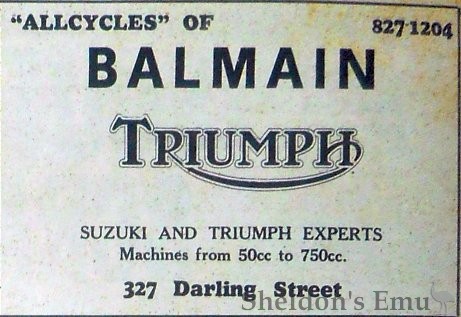 "ALLCYCLES" OF 827-1204
BALMAIN
TRIUMPH
SUZUKI AND TRIUMPH EXPERTS
Machines from 50cc to 750cc.
327 Darling Street
Sheldon's Emu